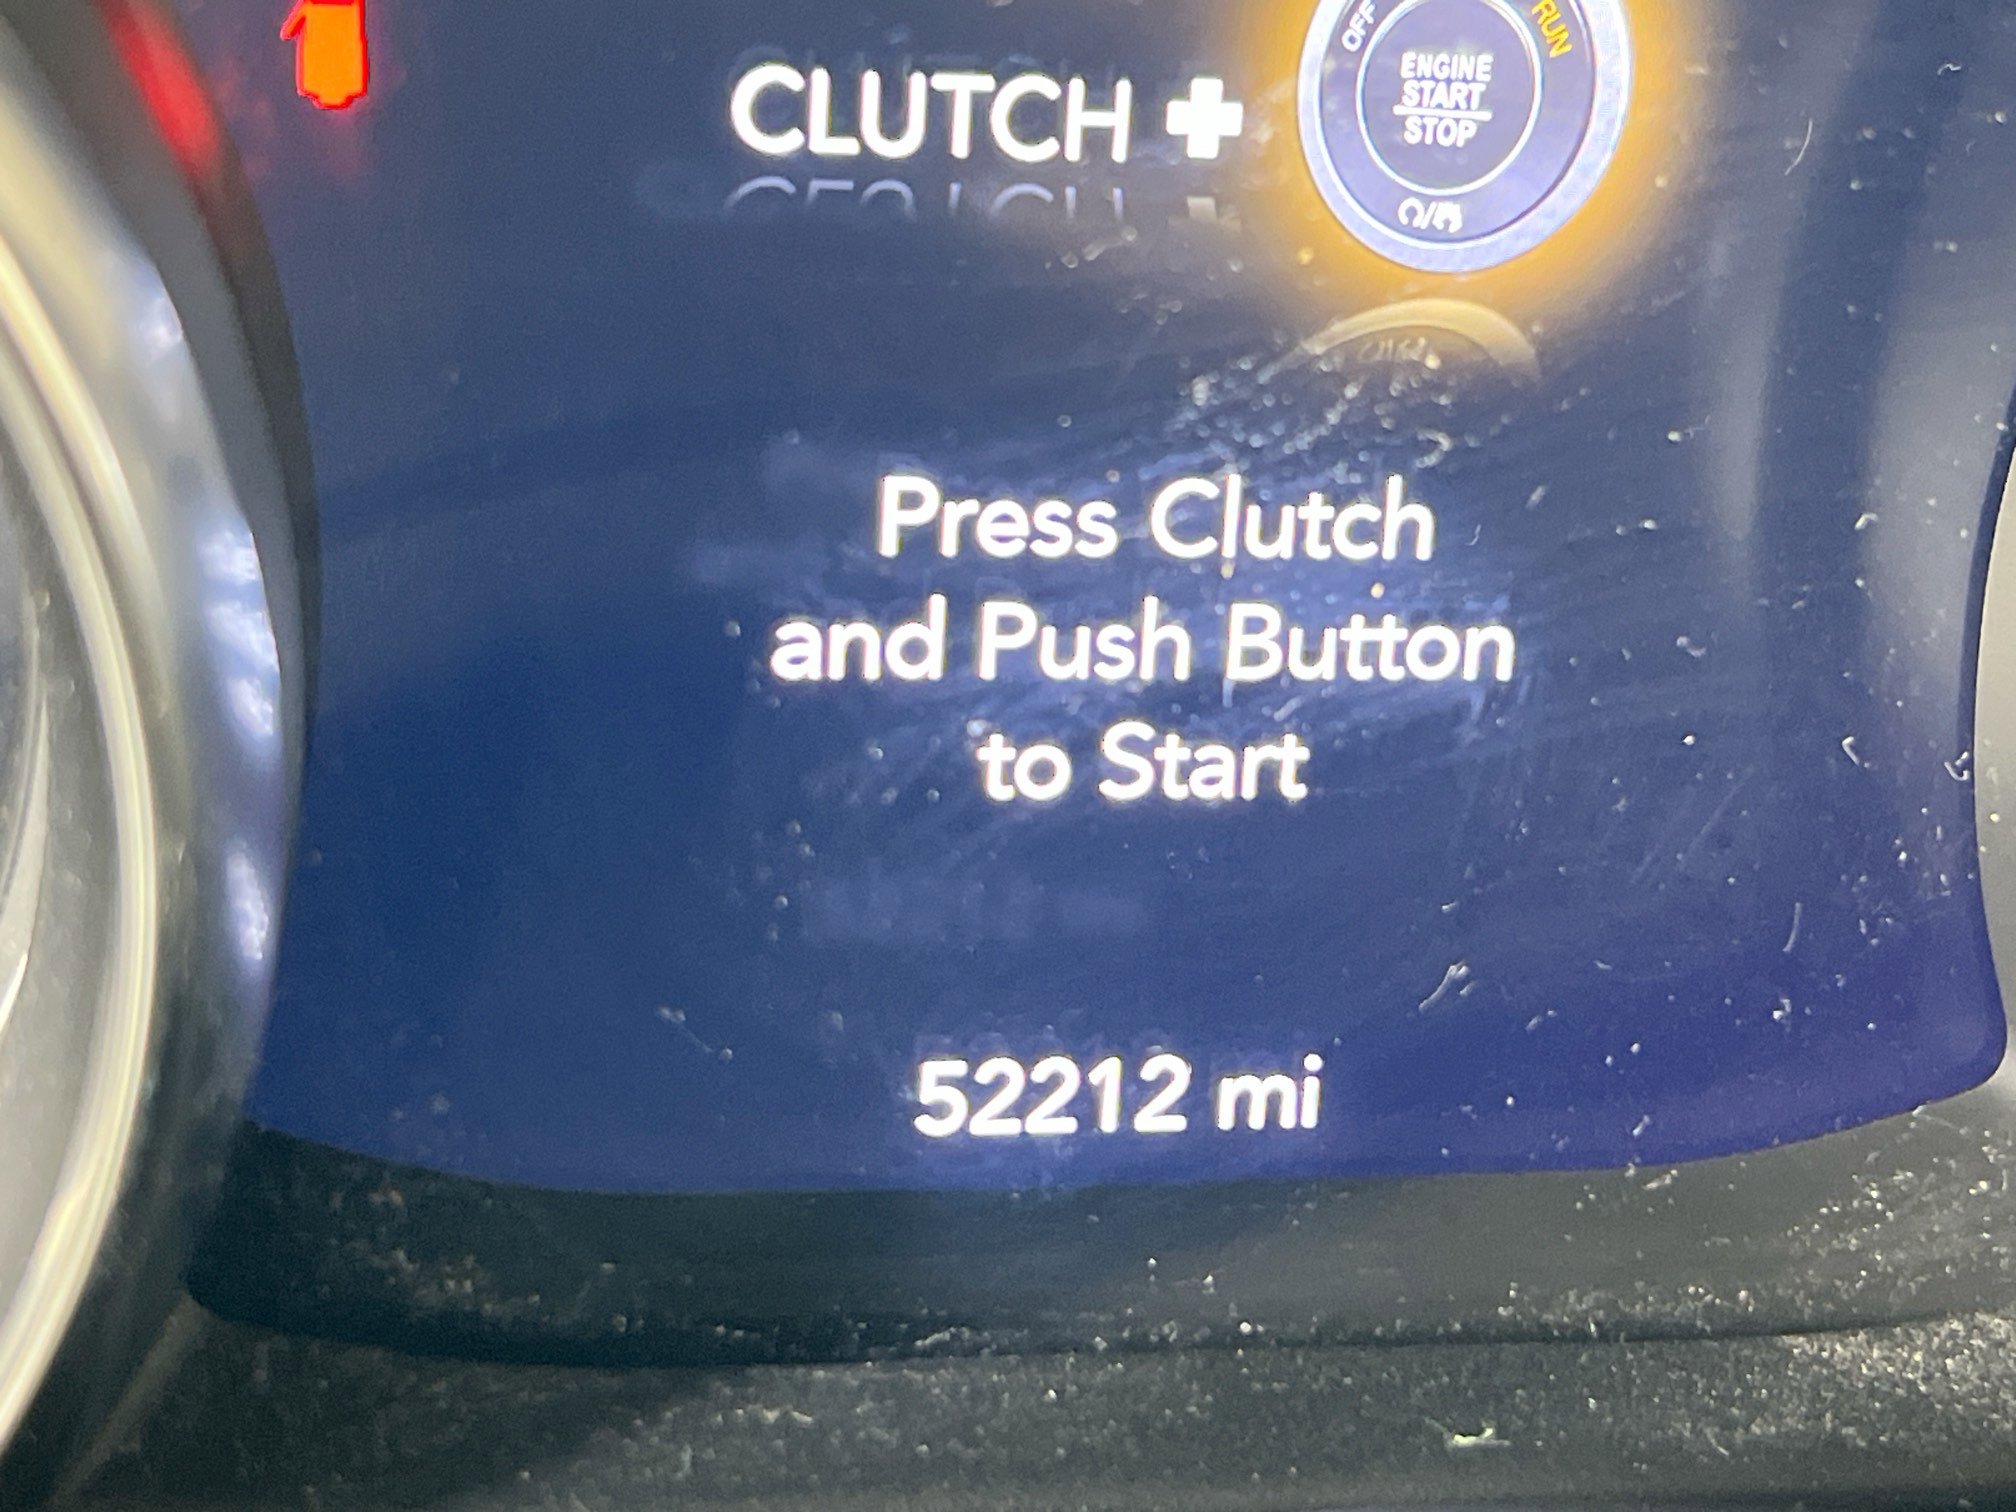 OFF RUN
CLUTCH +
ENGINE
START
STOP
Press Clutch
and Push Button
to Start
52212 mi